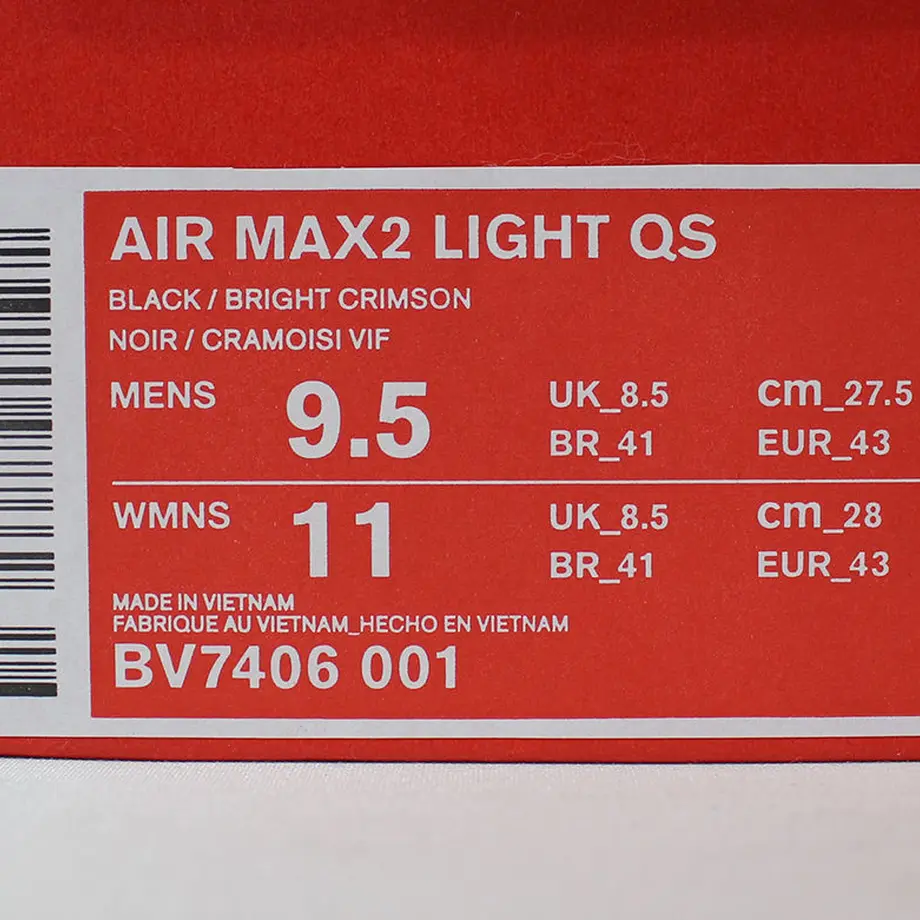 AIR MAX2 LIGHT QS
BLACK / BRIGHT CRIMSON
NOIR / CRAMOISI VIF
MENS 9.5 UK_8.5 cm_27.5
BR_41 EUR_43
WMNS 11 UK_8.5 cm_28
BR_41 EUR_43
MADE IN VIETNAM
FABRIQUE AU VIETNAM_HECHO EN VIETNAM
BV7406 001